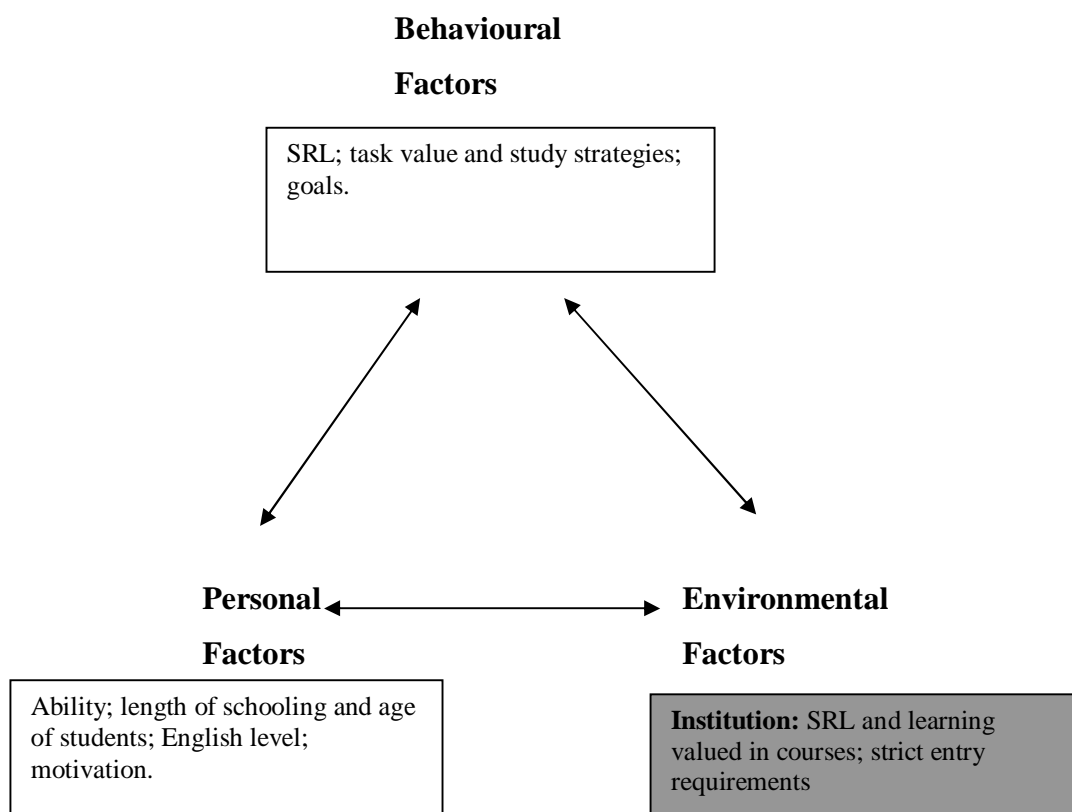 Behavioural
Factors
SRL; task value and study strategies;
goals.
Personal
Factors
Environmental
Factors
Ability; length of schooling and age
of students; English level;
motivation.
Institution: SRL and learning
valued in courses; strict entry
requirements